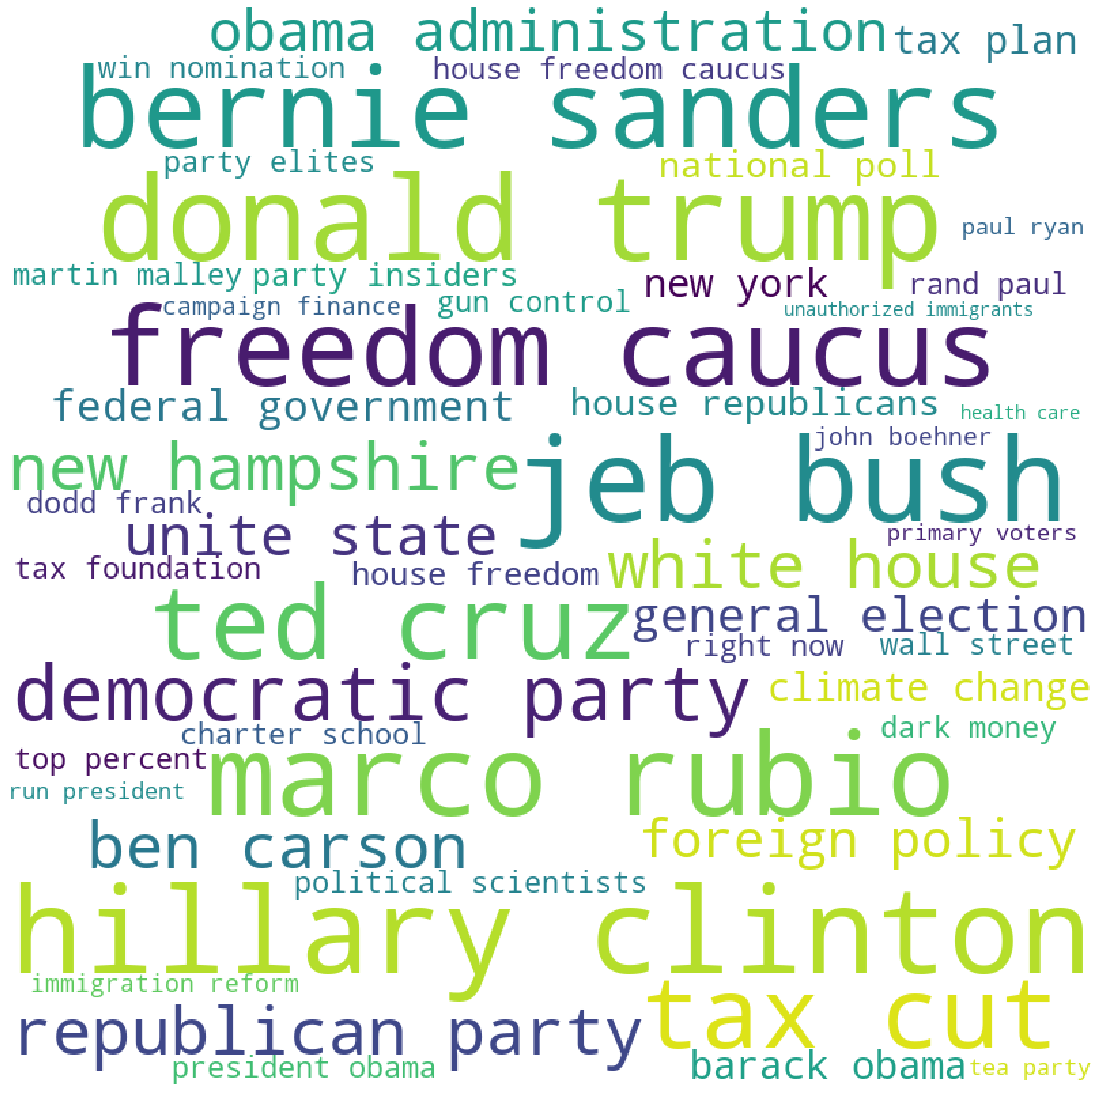 obama administration
tax plan
win nomination
house freedom caucus
bernie sanders
party elites
national poll
donald trump
paul ryan
martin malley
party insiders
new york
rand paul
campaign finance
gun control
unauthorized immigrants
freedom caucus
federal government
house republicans
health care
new hampshire
jeb bush
john boehner
dodd frank
unite state
primary voters
tax foundation
house freedom
white house
ted cruz
general election
right now
wall street
democratic party
climate change
charter school
dark money
top percent
marco rubio
run president
ben carson
foreign policy
political scientists
hillary clinton
immigration reform
republican party
tax cut
president obama
barack obama
tea party